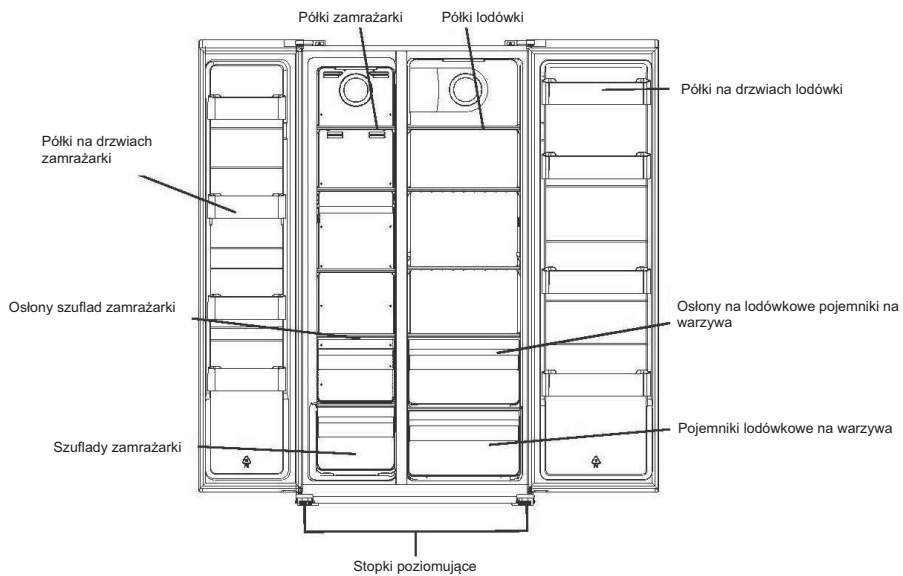 Półki zamrażarki
Półki lodówki
Półki na drzwiach lodówki
Półki na drzwiach
zamrażarki
Osłony szuflad zamrażarki
Osłony na lodówkowe pojemniki na
warzywa
Szuflady zamrażarki
Pojemniki lodówkowe na warzywa
Stopki poziomujące